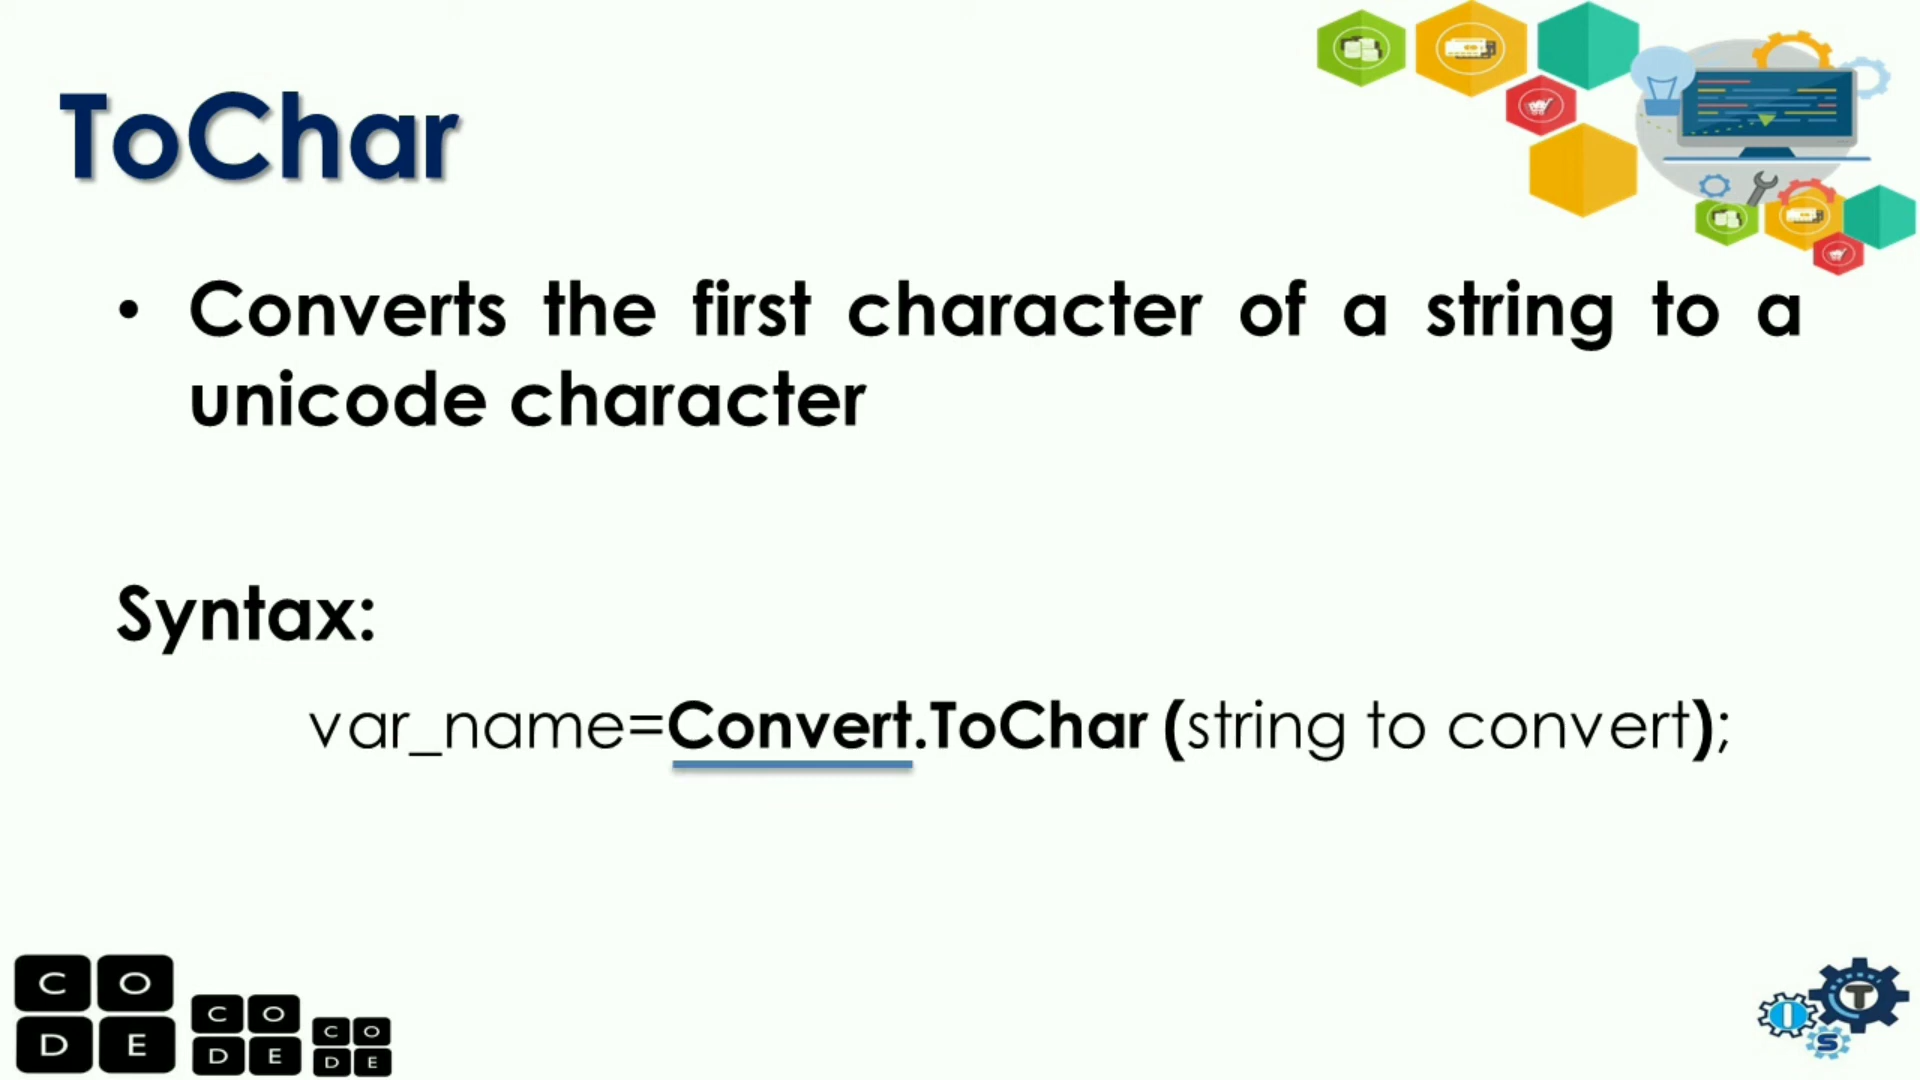 ToChar
• Converts the first character of a string to a
unicode character
Syntax:
var_name=Convert.ToChar (string to convert);
C O
D E
C O
D E
C O
D E
I T
S